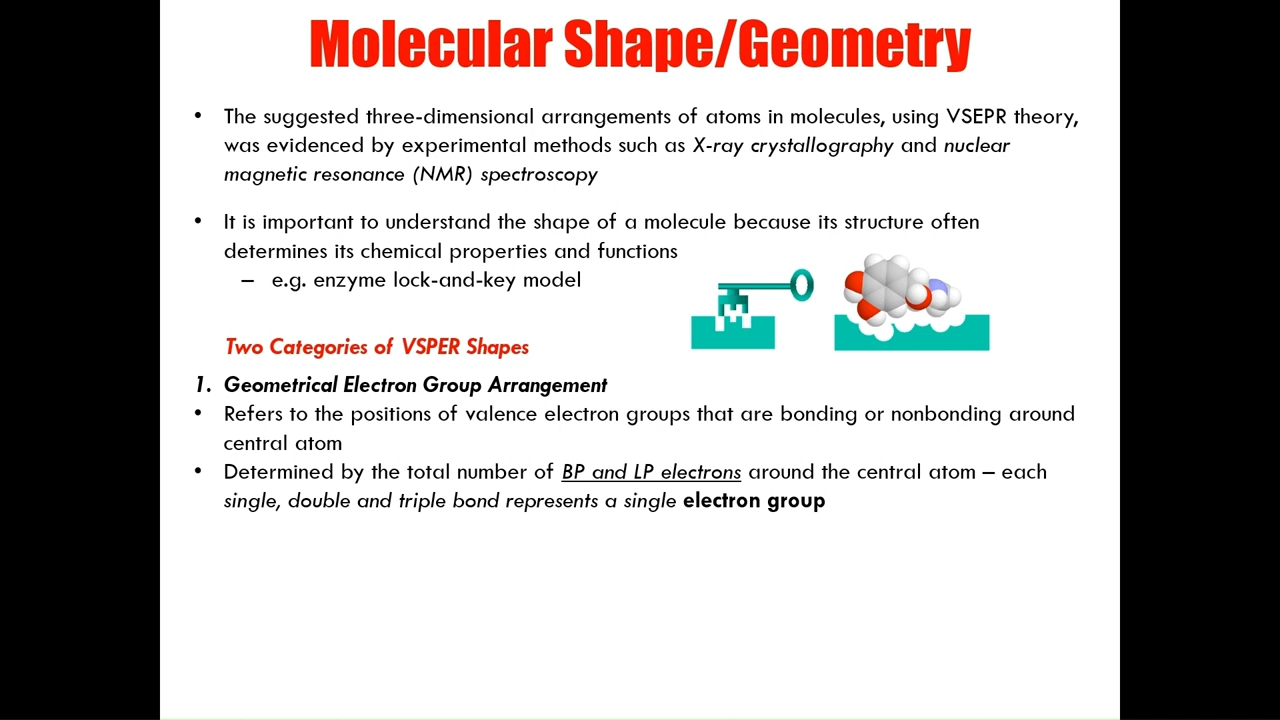 Molecular Shape/Geometry
• The suggested three-dimensional arrangements of atoms in molecules, using VSEPR theory,
was evidenced by experimental methods such as X-ray crystallography and nuclear
magnetic resonance (NMR) spectroscopy
• It is important to understand the shape of a molecule because its structure often
determines its chemical properties and functions
– e.g. enzyme lock-and-key model
Two Categories of VSPER Shapes
1. Geometrical Electron Group Arrangement
• Refers to the positions of valence electron groups that are bonding or nonbonding around
central atom
• Determined by the total number of BP and LP electrons around the central atom – each
single, double and triple bond represents a single electron group